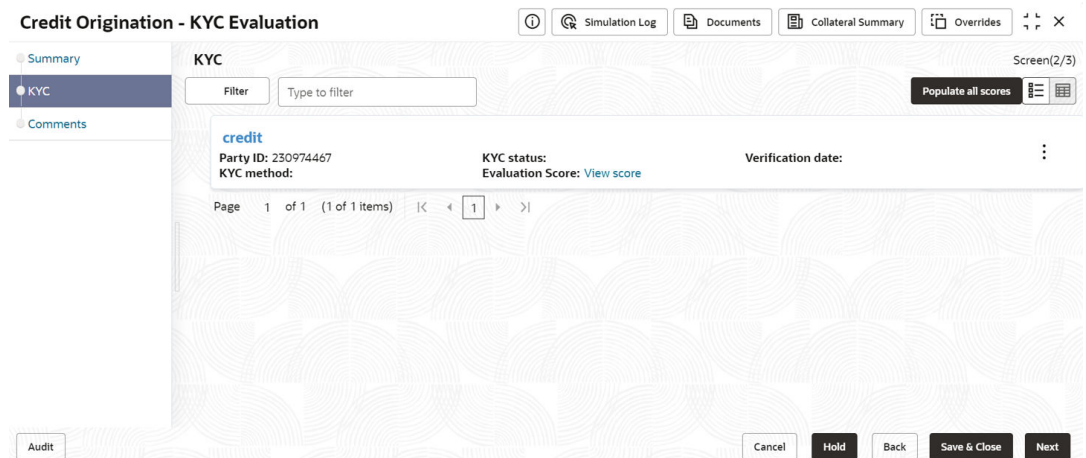 Credit Origination - KYC Evaluation
Simulation Log
Documents
Collateral Summary
Overrides
Summary
KYC
Comments
KYC
Screen(2/3)
Filter
Type to filter
Populate all scores
credit
Party ID: 230974467
KYC status:
Verification date:
KYC method:
Evaluation Score: View score
Page 1 of 1 (1 of 1 items) 1
Audit
Cancel
Hold
Back
Save & Close
Next